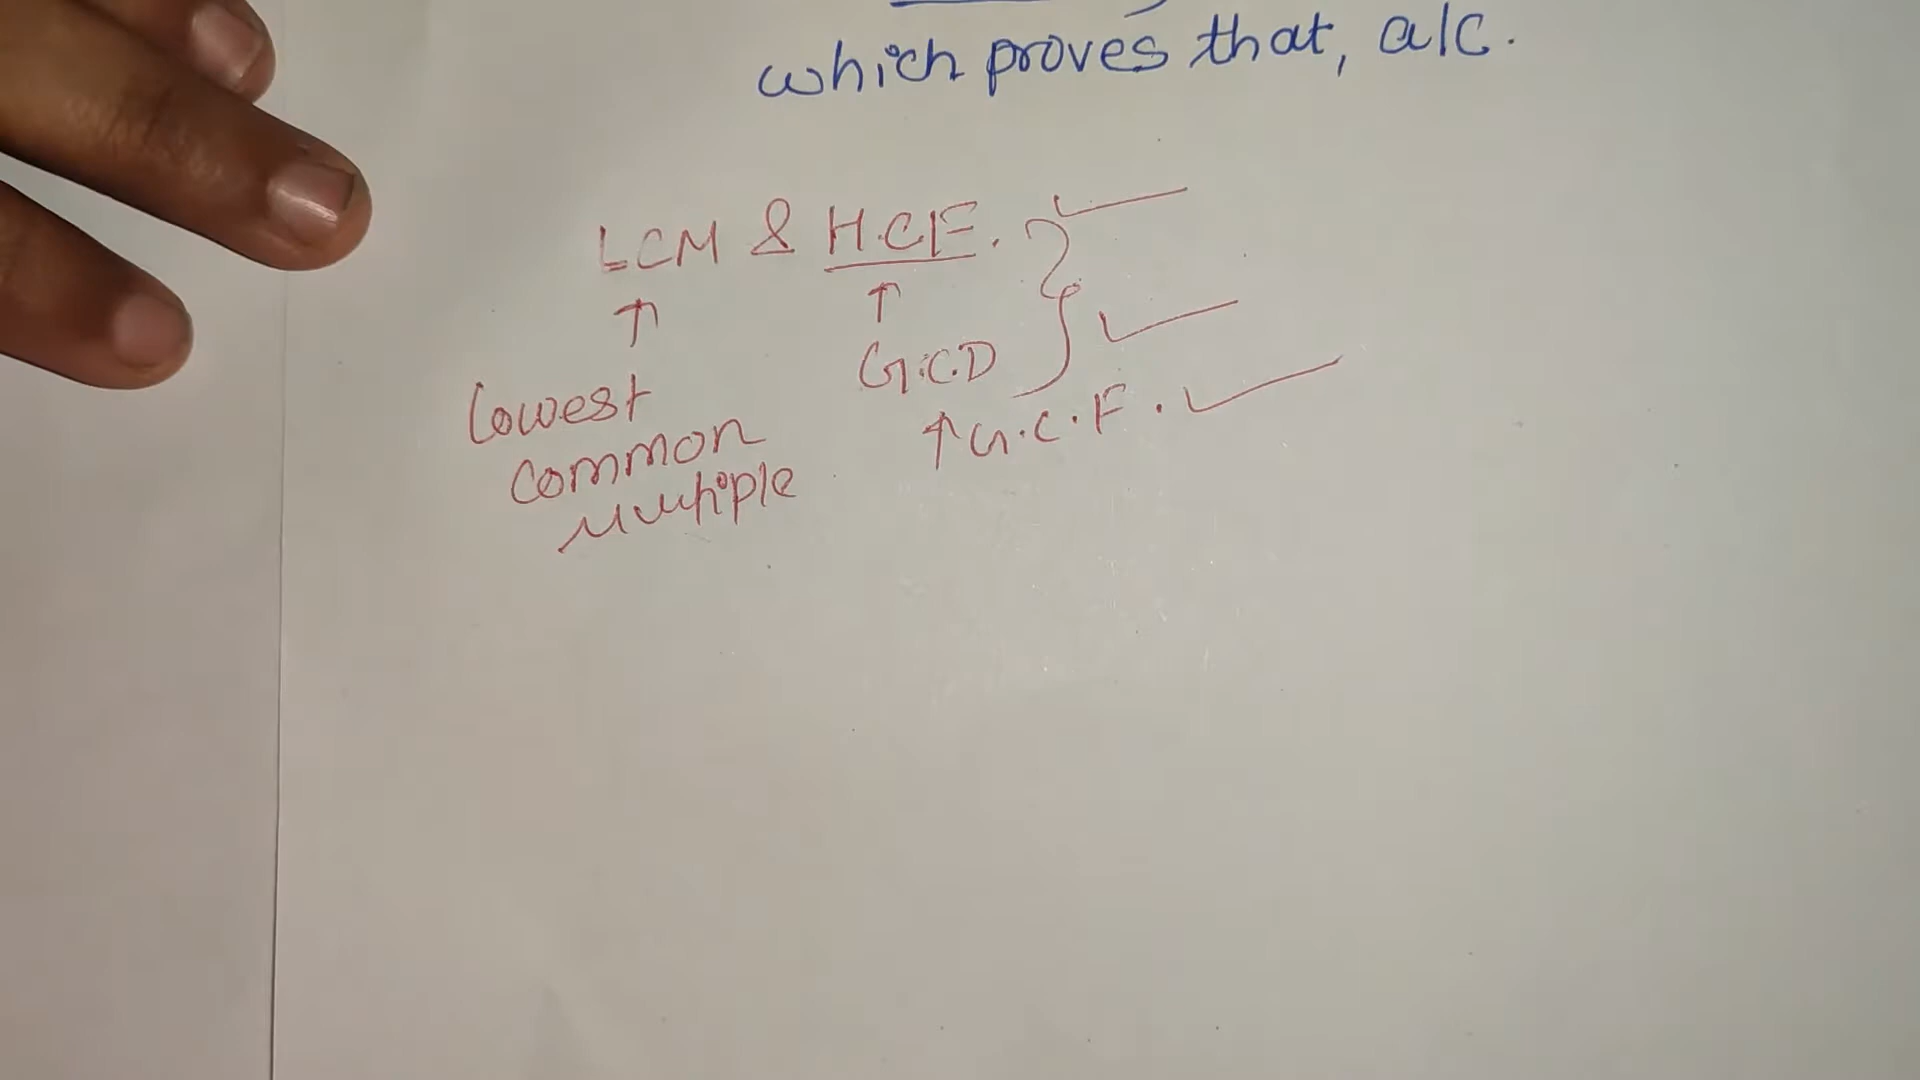 which proves that, a|c.
LCM & H.C.F.
↑ ↑
G.C.D
Lowest
↑ G.C.F.
common
Multiple